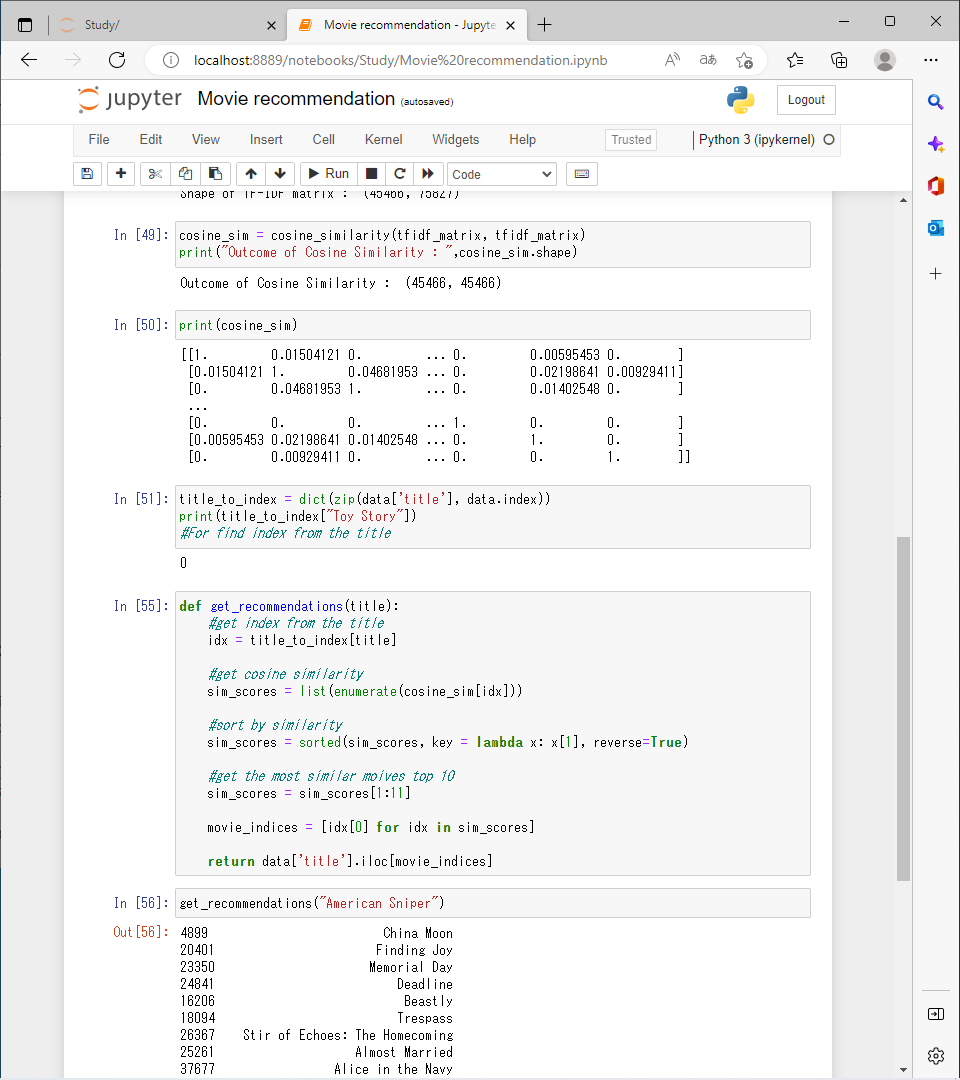 Study/
Movie recommendation - Jupyte
localhost:8889/notebooks/Study/Movie%20recommendation.ipynb
jupyter Movie recommendation (autosaved)
Logout
File Edit View Insert Cell Kernel Widgets Help
Trusted
Python 3 (ipykernel)
Run
Code
Shape of TF-IDF matrix : (45466, 75827)
In [49]: cosine_sim = cosine_similarity(tfidf_matrix, tfidf_matrix)
print("Outcome of Cosine Similarity : ",cosine_sim.shape)
Outcome of Cosine Similarity : (45466, 45466)
In [50]: print(cosine_sim)
[[1. 0.01504121 0. ... 0. 0.00595453 0. ]
[0.01504121 1. 0.04681953 ... 0. 0.02198641 0.00929411]
[0. 0.04681953 1. ... 0. 0.01402548 0. ]
...
[0. 0. 0. ... 1. 0. 0. ]
[0.00595453 0.02198641 0.01402548 ... 0. 1. 0. ]
[0. 0.00929411 0. ... 0. 0. 1. ]]
In [51]: title_to_index = dict(zip(data['title'], data.index))
print(title_to_index["Toy Story"])
#For find index from the title
0
In [55]: def get_recommendations(title):
#get index from the title
idx = title_to_index[title]
#get cosine similarity
sim_scores = list(enumerate(cosine_sim[idx]))
#sort by similarity
sim_scores = sorted(sim_scores, key = lambda x: x[1], reverse=True)
#get the most similar moives top 10
sim_scores = sim_scores[1:11]
movie_indices = [idx[0] for idx in sim_scores]
return data['title'].iloc[movie_indices]
In [56]: get_recommendations("American Sniper")
Out[56]: 4899 China Moon
20401 Finding Joy
23350 Memorial Day
24841 Deadline
16206 Beastly
18094 Trespass
26367 Stir of Echoes: The Homecoming
25261 Almost Married
37677 Alice in the Navy